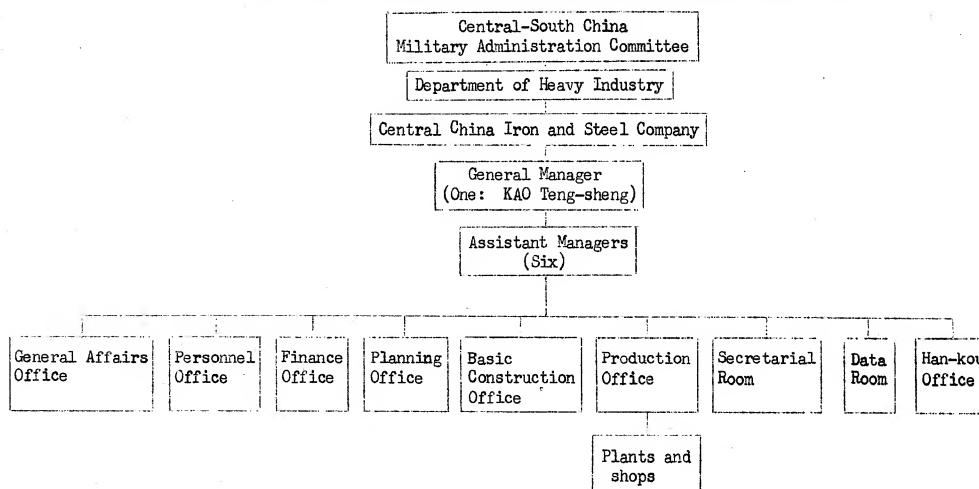 Central-South China
Military Administration Committee
Department of Heavy Industry
Central China Iron and Steel Company
General Manager
(One: KAO Teng-sheng)
Assistant Managers
(Six)
General Affairs
Office
Personnel
Office
Finance
Office
Planning
Office
Basic
Construction
Office
Production
Office
Secretarial
Room
Data
Room
Han-kou
Office
Plants and
shops